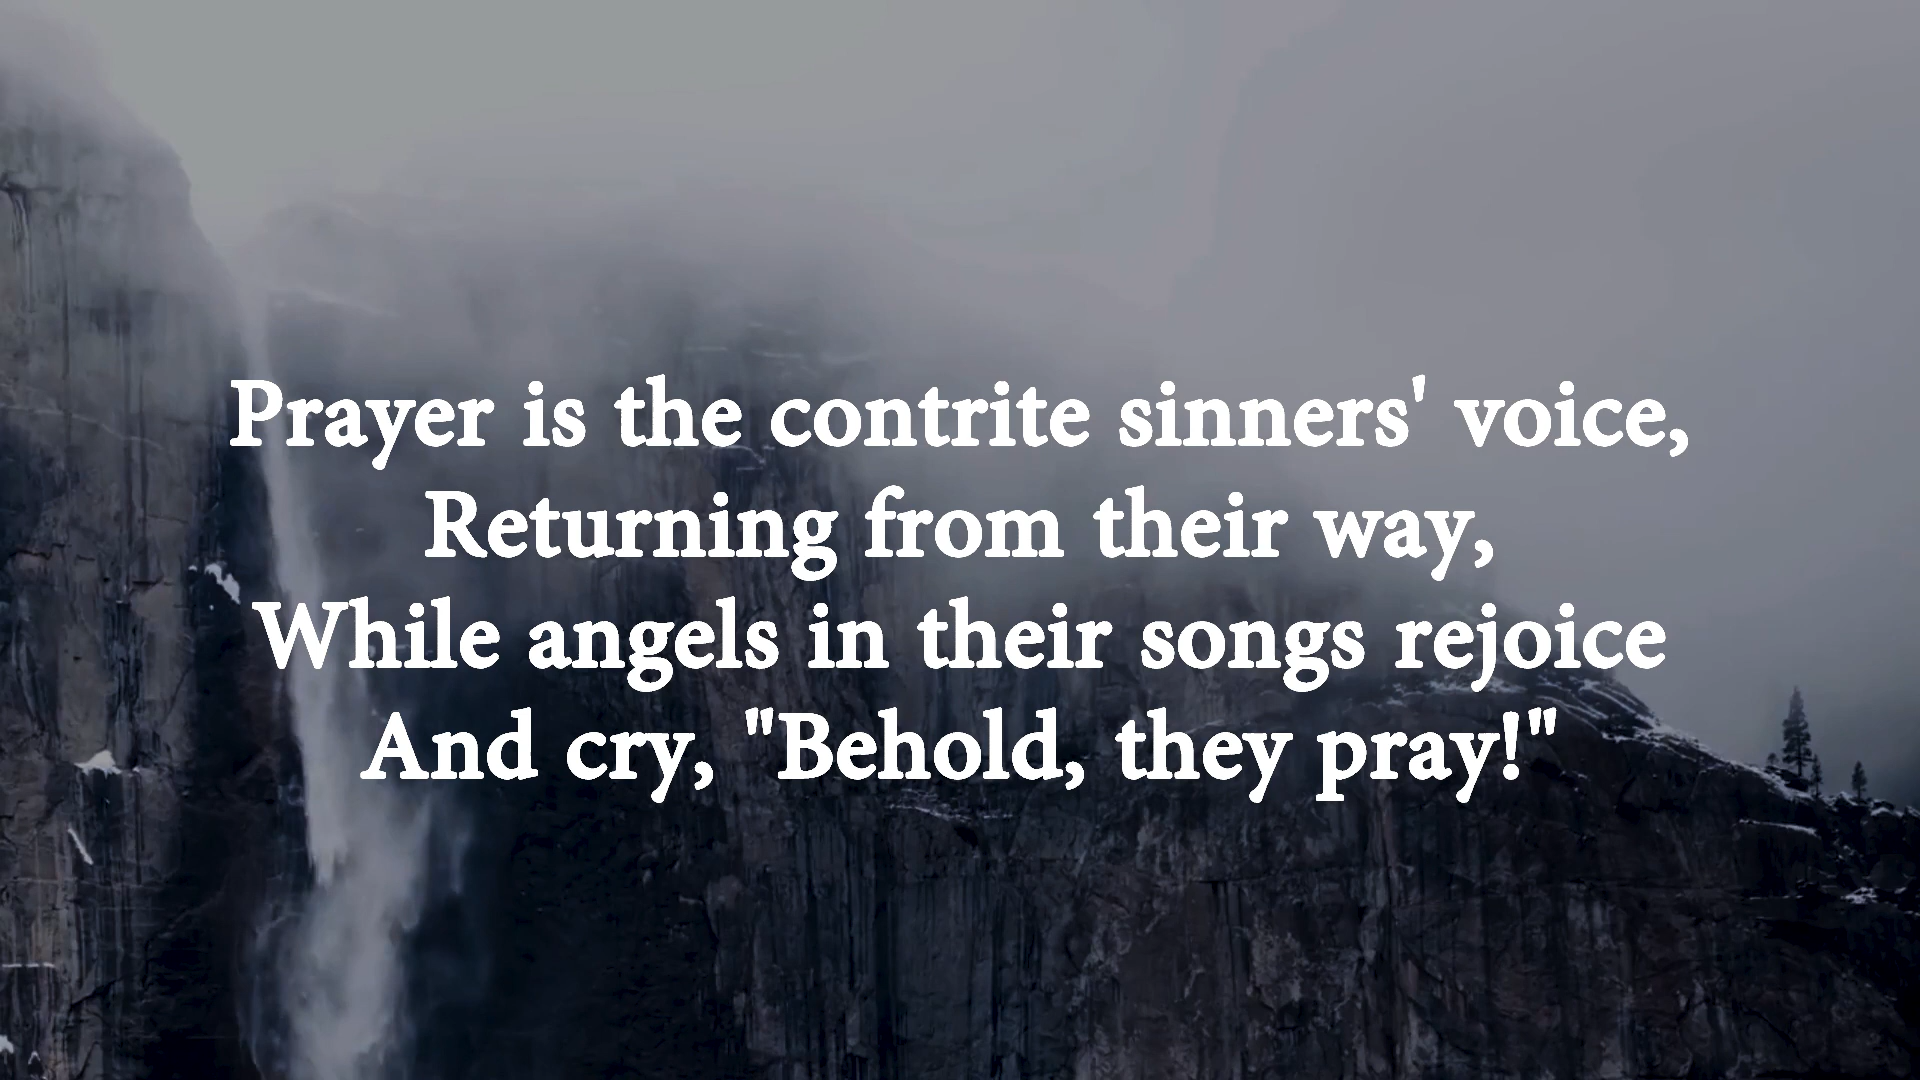 Prayer is the contrite sinners' voice,
Returning from their way,
While angels in their songs rejoice
And cry, "Behold, they pray!"